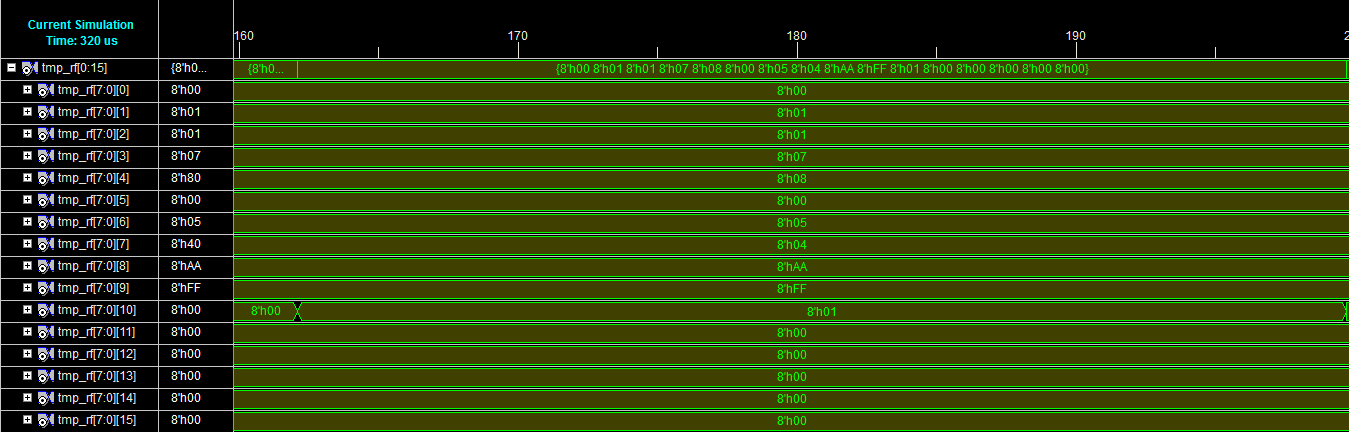 Current Simulation
Time: 320 us
160 170 180 190 2
tmp_rf[0:15] {8'h0... {8'h0... {8'h00 8'h01 8'h01 8'h07 8'h08 8'h00 8'h05 8'h04 8'hAA 8'hFF 8'h01 8'h00 8'h00 8'h00 8'h00 8'h00}
tmp_rf[7:0][0] 8'h00 8'h00
tmp_rf[7:0][1] 8'h01 8'h01
tmp_rf[7:0][2] 8'h01 8'h01
tmp_rf[7:0][3] 8'h07 8'h07
tmp_rf[7:0][4] 8'h80 8'h08
tmp_rf[7:0][5] 8'h00 8'h00
tmp_rf[7:0][6] 8'h05 8'h05
tmp_rf[7:0][7] 8'h40 8'h04
tmp_rf[7:0][8] 8'hAA 8'hAA
tmp_rf[7:0][9] 8'hFF 8'hFF
tmp_rf[7:0][10] 8'h00 8'h00 8'h01
tmp_rf[7:0][11] 8'h00 8'h00
tmp_rf[7:0][12] 8'h00 8'h00
tmp_rf[7:0][13] 8'h00 8'h00
tmp_rf[7:0][14] 8'h00 8'h00
tmp_rf[7:0][15] 8'h00 8'h00